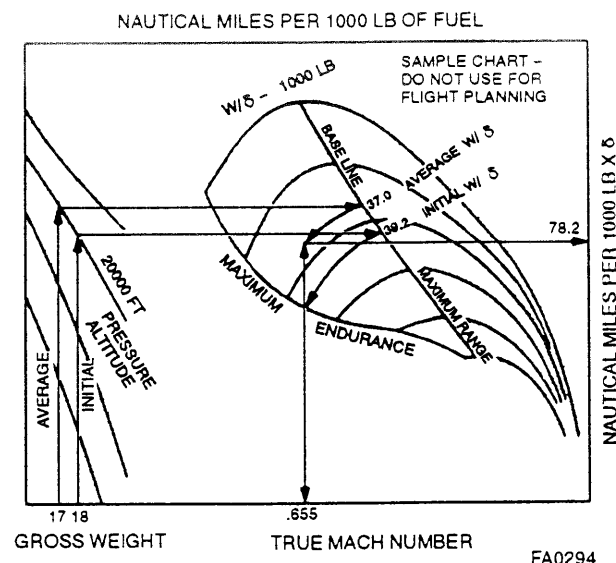 NAUTICAL MILES PER 1000 LB OF FUEL
SAMPLE CHART –
DO NOT USE FOR
FLIGHT PLANNING
W/δ – 1000 LB
BASE LINE
AVERAGE W/δ
INITIAL W/δ
37.0
39.2
78.2
20000 FT
PRESSURE
ALTITUDE
MAXIMUM
ENDURANCE
MAXIMUM RANGE
AVERAGE
INITIAL
NAUTICAL MILES PER 1000 LB X δ
17 18
.655
GROSS WEIGHT
TRUE MACH NUMBER
FA0294